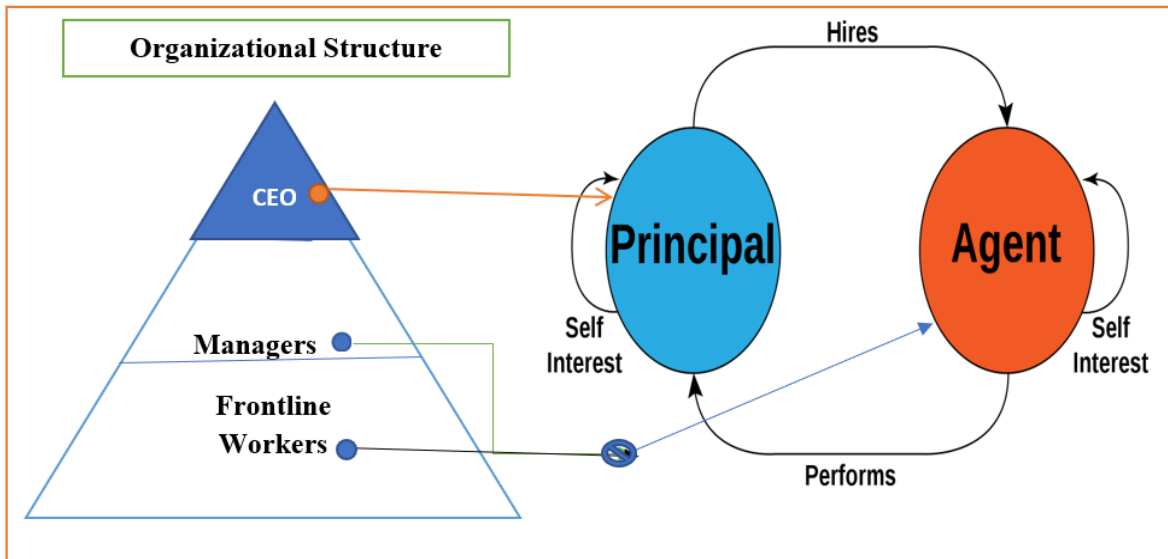 Organizational Structure
CEO
Managers
Frontline
Workers
Hires
Principal
Agent
Self
Interest
Self
Interest
Performs